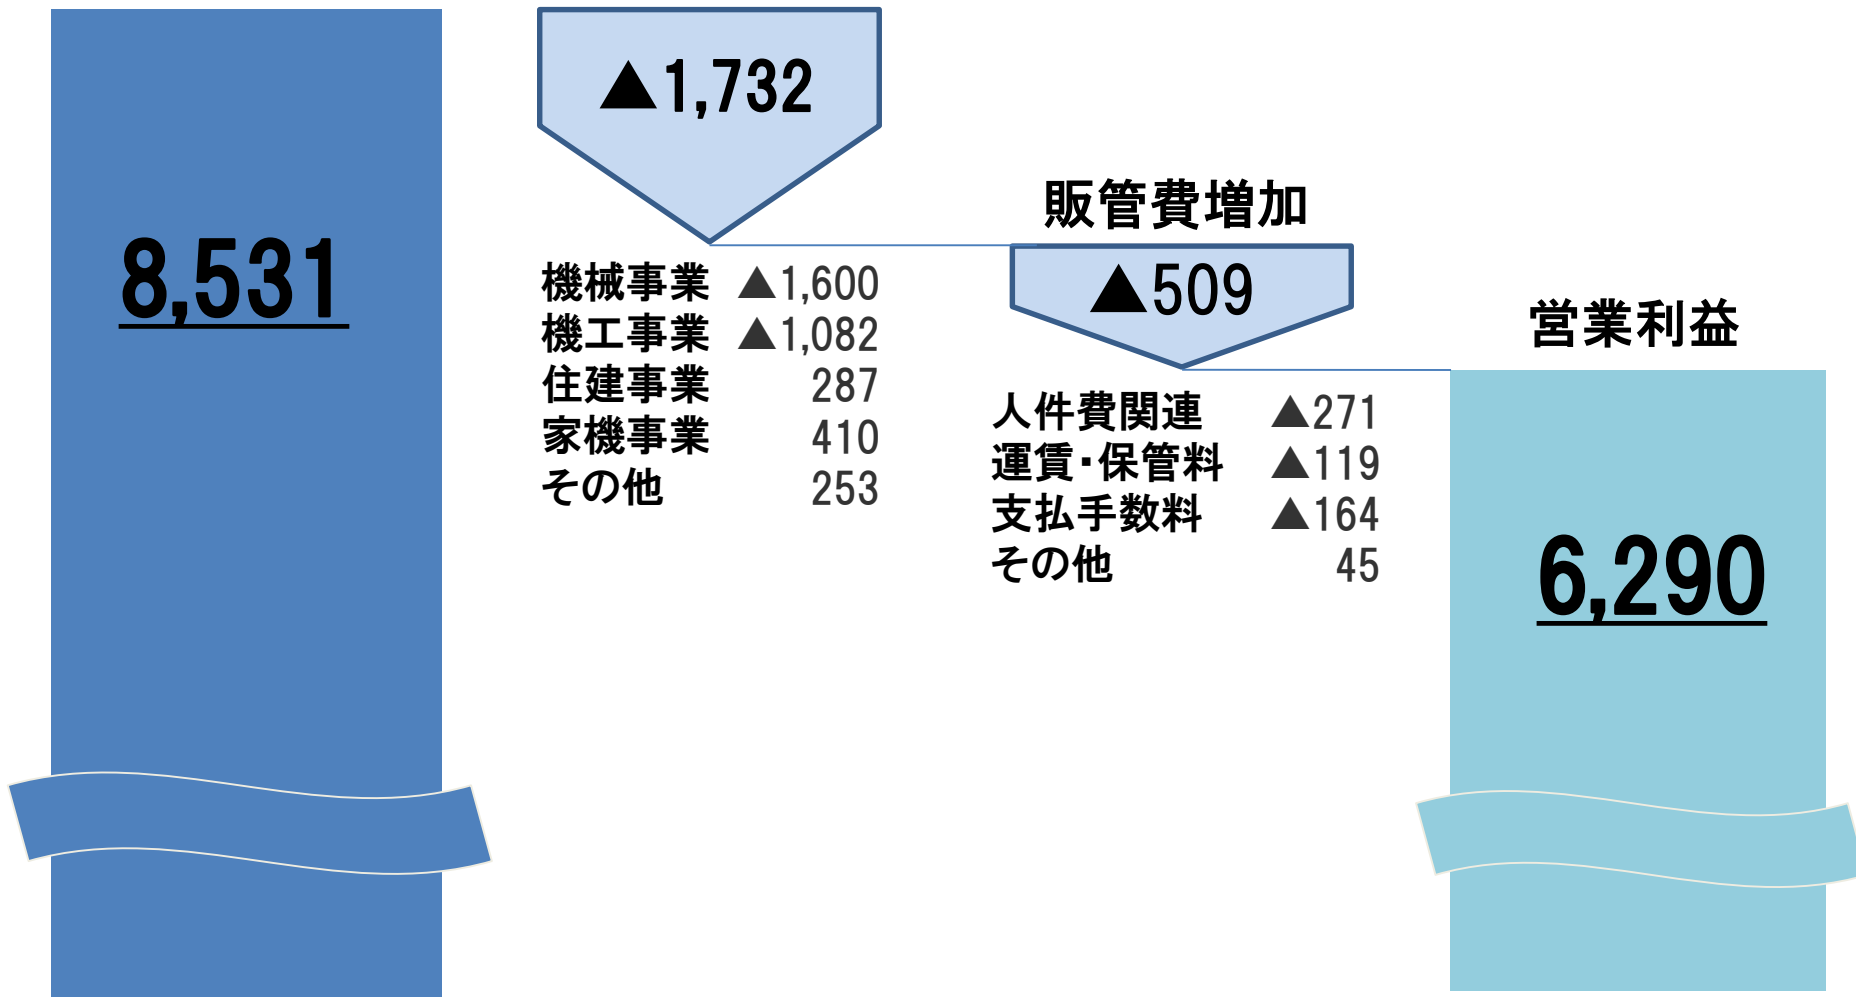 8,531
▲1,732
機械事業 ▲1,600
機工事業 ▲1,082
住建事業 287
家機事業 410
その他 253
販管費増加
▲509
人件費関連 ▲271
運賃・保管料 ▲119
支払手数料 ▲164
その他 45
営業利益
6,290